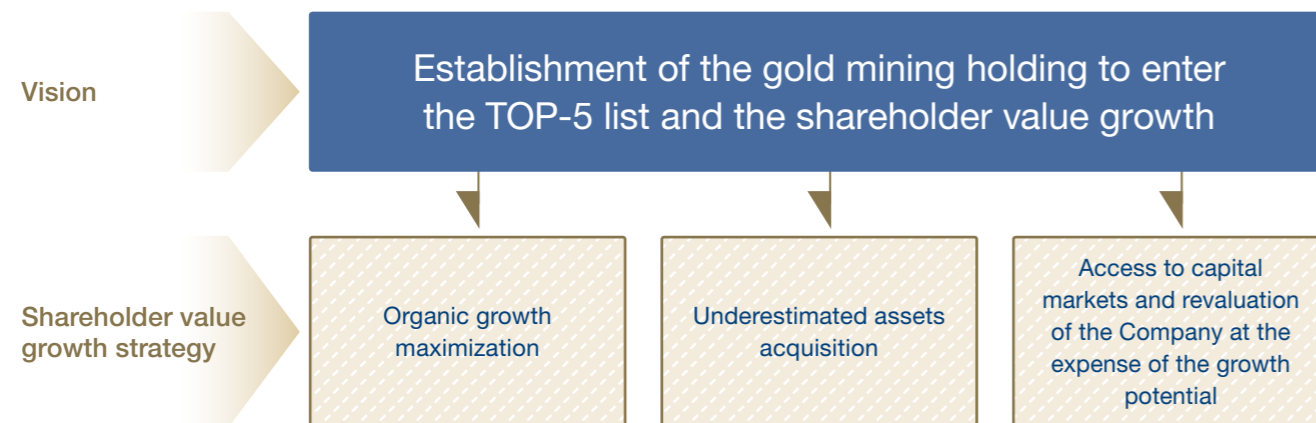 Vision
Establishment of the gold mining holding to enter
the TOP-5 list and the shareholder value growth
Shareholder value
growth strategy
Organic growth
maximization
Underestimated assets
acquisition
Access to capital
markets and revaluation
of the Company at the
expense of the growth
potential